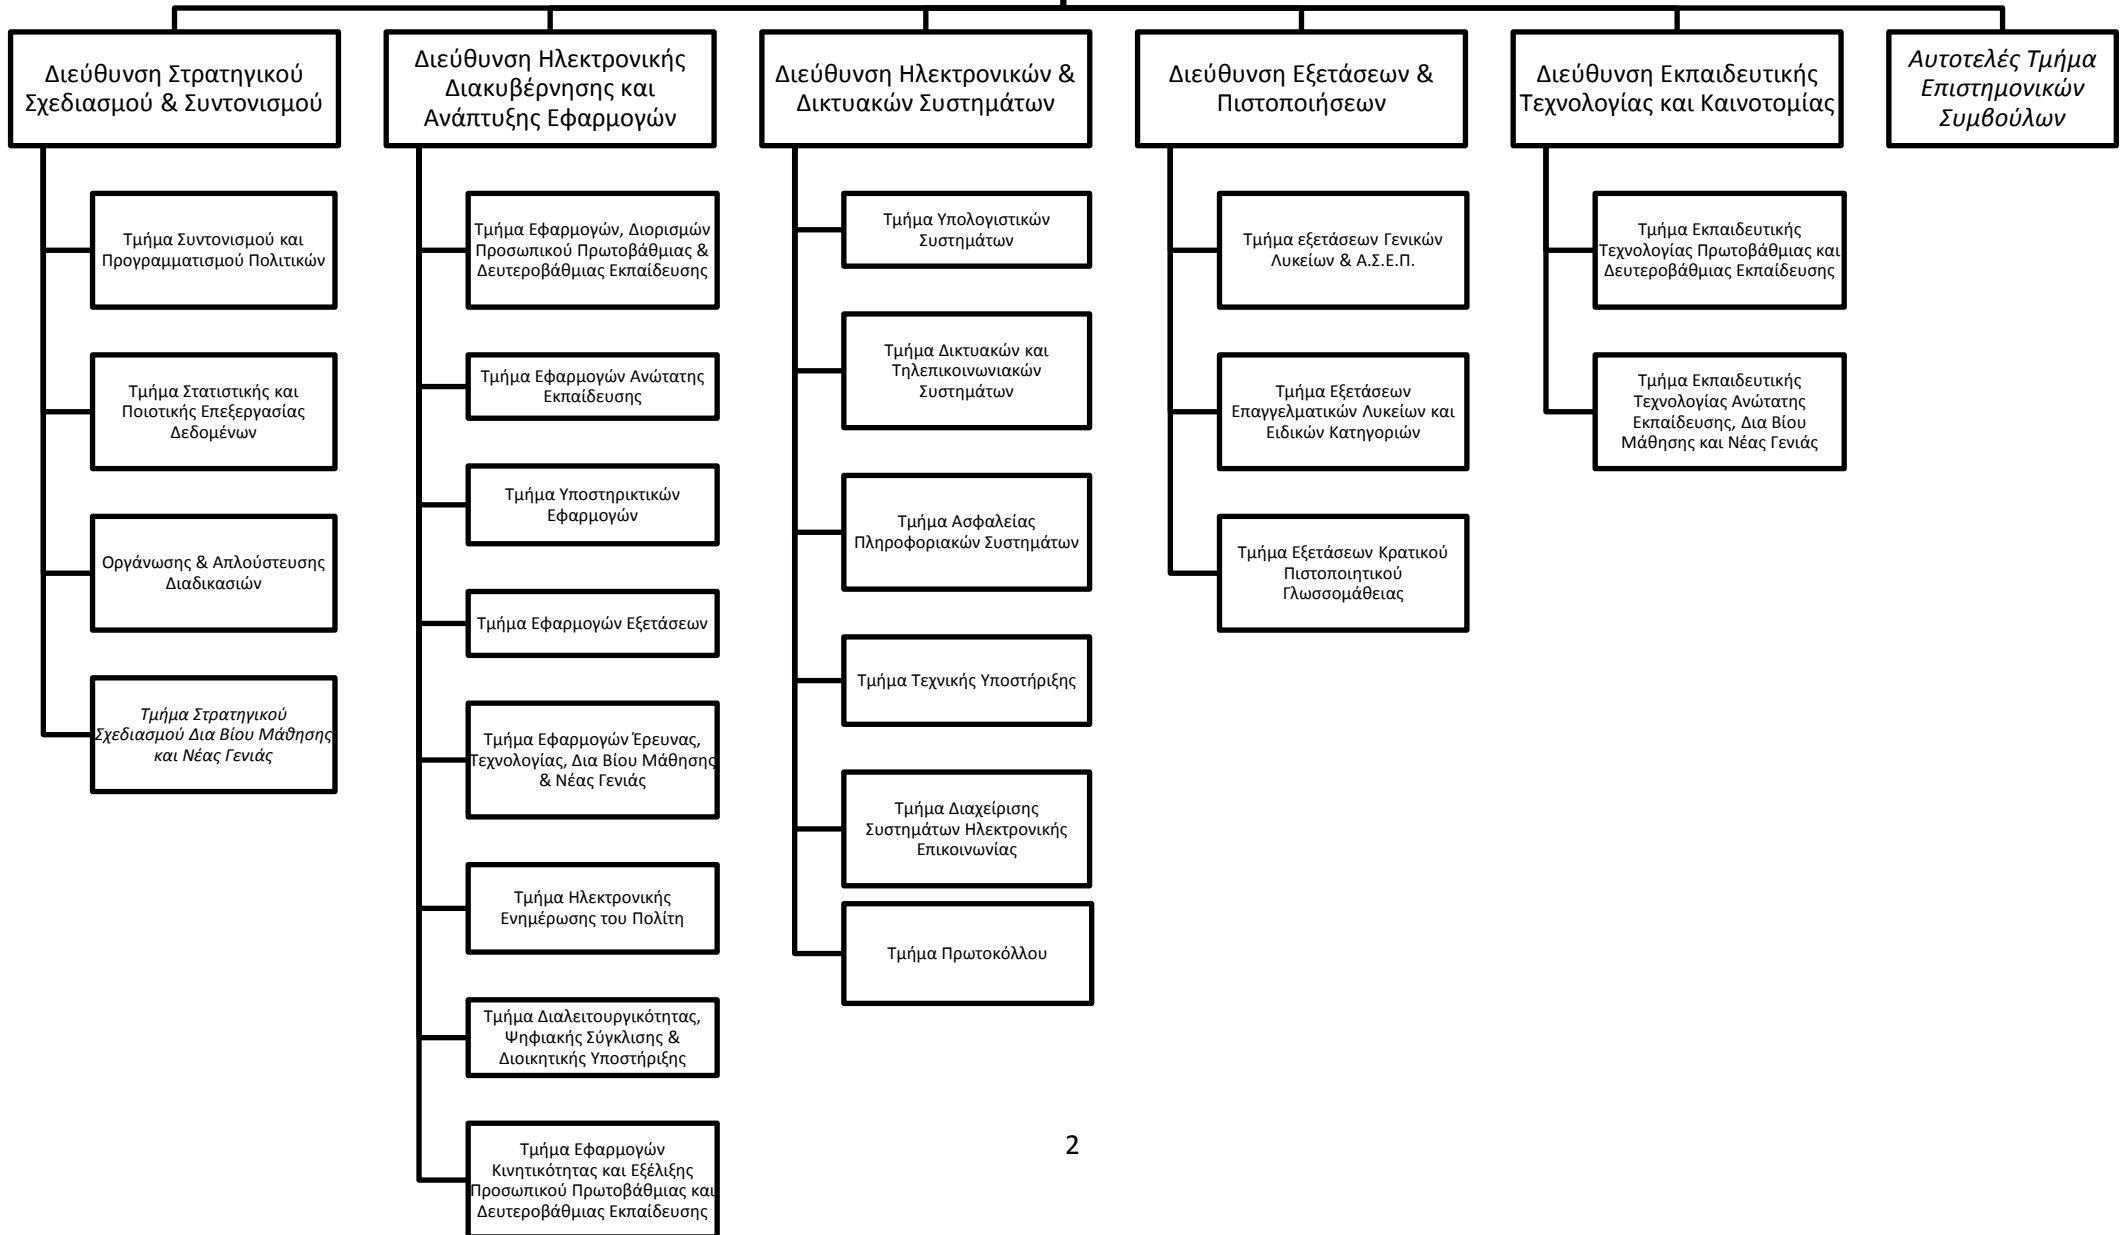 Διεύθυνση Στρατηγικού
Σχεδιασμού & Συντονισμού
Τμήμα Συντονισμού και
Προγραμματισμού Πολιτικών
Τμήμα Στατιστικής και
Ποιοτικής Επεξεργασίας
Δεδομένων
Οργάνωσης & Απλούστευσης
Διαδικασιών
Τμήμα Στρατηγικού
Σχεδιασμού Δια Βίου Μάθησης
και Νέας Γενιάς
Διεύθυνση Ηλεκτρονικής
Διακυβέρνησης και
Ανάπτυξης Εφαρμογών
Τμήμα Εφαρμογών, Διορισμών
Προσωπικού Πρωτοβάθμιας &
Δευτεροβάθμιας Εκπαίδευσης
Τμήμα Εφαρμογών Ανώτατης
Εκπαίδευσης
Τμήμα Υποστηρικτικών
Εφαρμογών
Τμήμα Εφαρμογών Εξετάσεων
Τμήμα Εφαρμογών Έρευνας,
Τεχνολογίας, Δια Βίου Μάθησης
& Νέας Γενιάς
Τμήμα Ηλεκτρονικής
Ενημέρωσης του Πολίτη
Τμήμα Διαλειτουργικότητας,
Ψηφιακής Σύγκλισης &
Διοικητικής Υποστήριξης
Τμήμα Εφαρμογών
Κινητικότητας και Εξέλιξης
Προσωπικού Πρωτοβάθμιας και
Δευτεροβάθμιας Εκπαίδευσης
Διεύθυνση Ηλεκτρονικών &
Δικτυακών Συστημάτων
Τμήμα Υπολογιστικών
Συστημάτων
Τμήμα Δικτυακών και
Τηλεπικοινωνιακών
Συστημάτων
Τμήμα Ασφαλείας
Πληροφοριακών Συστημάτων
Τμήμα Τεχνικής Υποστήριξης
Τμήμα Διαχείρισης
Συστημάτων Ηλεκτρονικής
Επικοινωνίας
Τμήμα Πρωτοκόλλου
Διεύθυνση Εξετάσεων &
Πιστοποιήσεων
Τμήμα εξετάσεων Γενικών
Λυκείων & Α.Σ.Ε.Π.
Τμήμα Εξετάσεων
Επαγγελματικών Λυκείων και
Ειδικών Κατηγοριών
Τμήμα Εξετάσεων Κρατικού
Πιστοποιητικού
Γλωσσομάθειας
Διεύθυνση Εκπαιδευτικής
Τεχνολογίας και Καινοτομίας
Τμήμα Εκπαιδευτικής
Τεχνολογίας Πρωτοβάθμιας και
Δευτεροβάθμιας Εκπαίδευσης
Τμήμα Εκπαιδευτικής
Τεχνολογίας Ανώτατης
Εκπαίδευσης, Δια Βίου
Μάθησης και Νέας Γενιάς
Αυτοτελές Τμήμα
Επιστημονικών
Συμβούλων
2